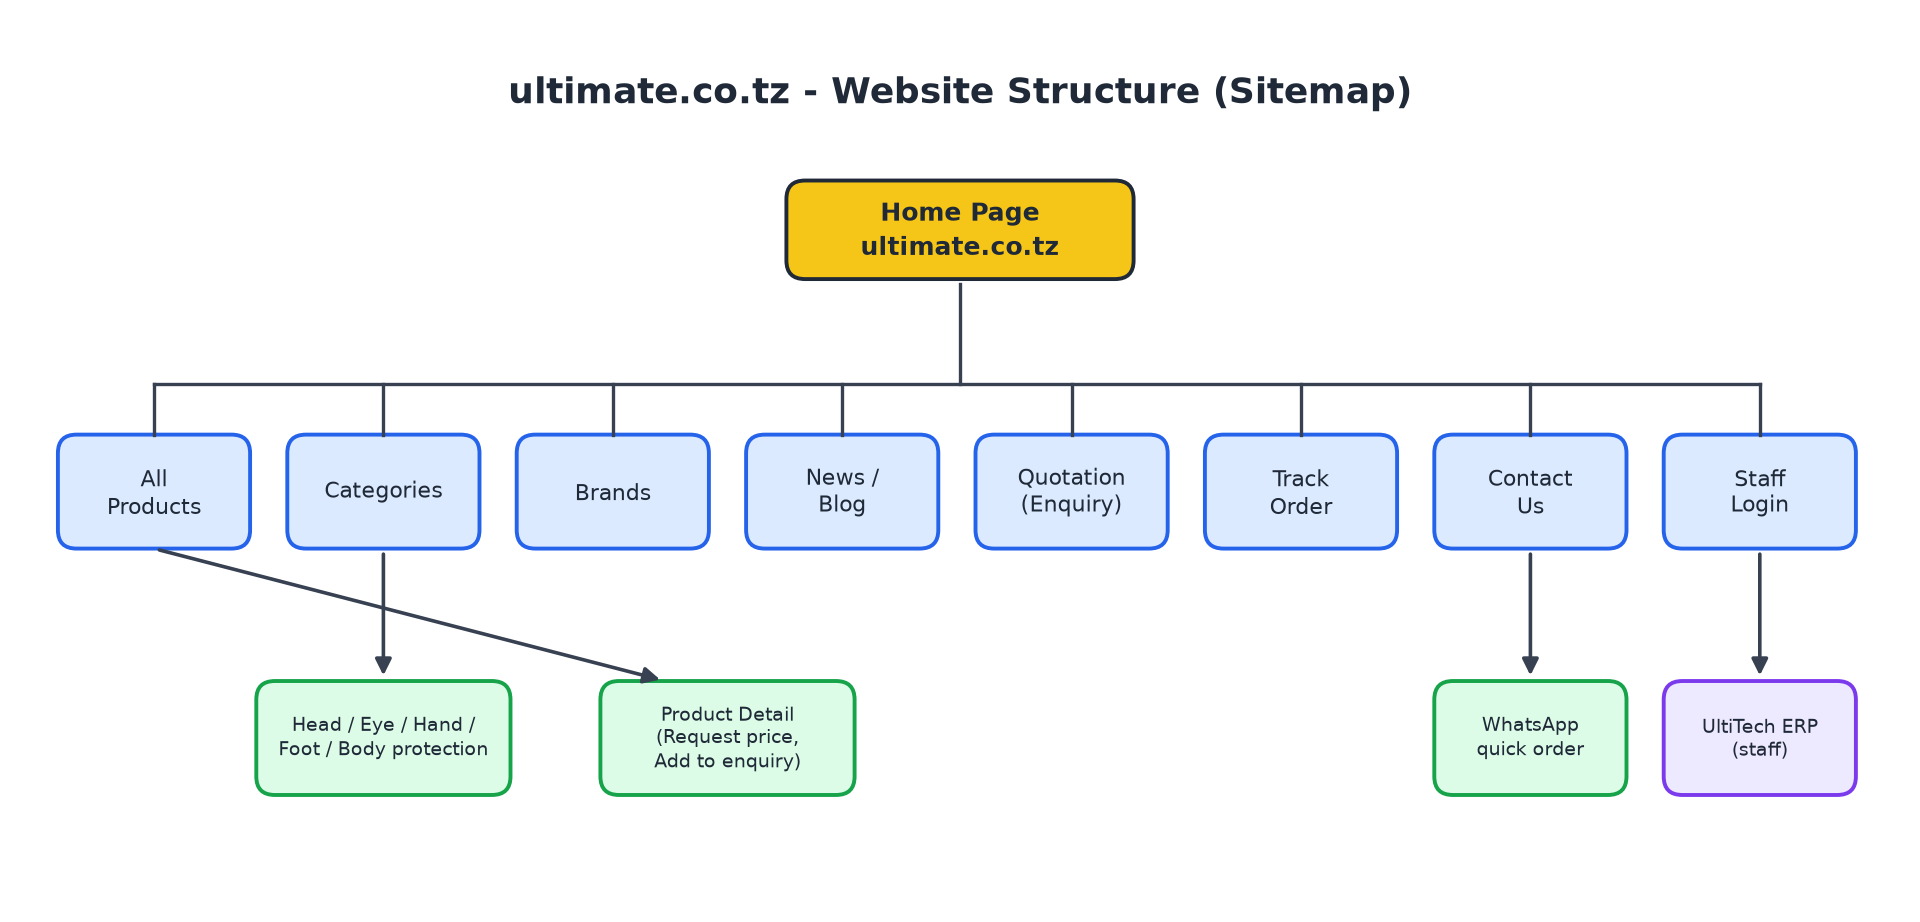 ultimate.co.tz - Website Structure (Sitemap)
Home Page
ultimate.co.tz
All
Products
Categories
Brands
News /
Blog
Quotation
(Enquiry)
Track
Order
Contact
Us
Staff
Login
Head / Eye / Hand /
Foot / Body protection
Product Detail
(Request price,
Add to enquiry)
WhatsApp
quick order
UltiTech ERP
(staff)